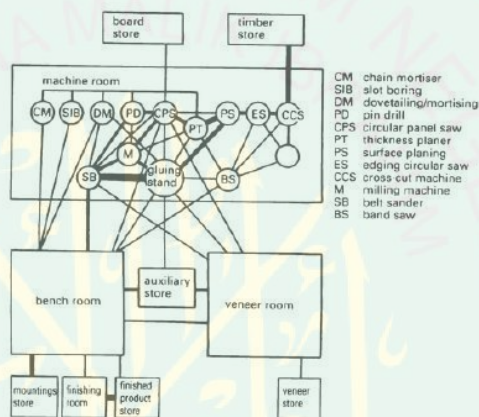 board
store
timber
store
machine room
CM
SIB
DM
PD
CPS
PT
PS
ES
CCS
M
SB
gluing
stand
BS
CM chain mortiser
SIB slot boring
DM dovetailing/mortising
PD pin drill
CPS circular panel saw
PT thickness planer
PS surface planing
ES edging circular saw
CCS cross cut machine
M milling machine
SB belt sander
BS band saw
bench room
auxiliary
store
veneer room
mountings
store
finishing
room
finished
product
store
veneer
store